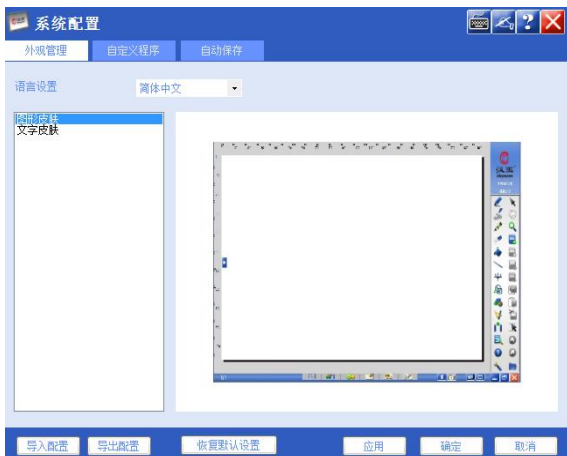 系统配置
外观管理 自定义程序 自动保存
语言设置 简体中文
图形皮肤
文字皮肤
导入配置 导出配置 恢复默认设置 应用 确定 取消